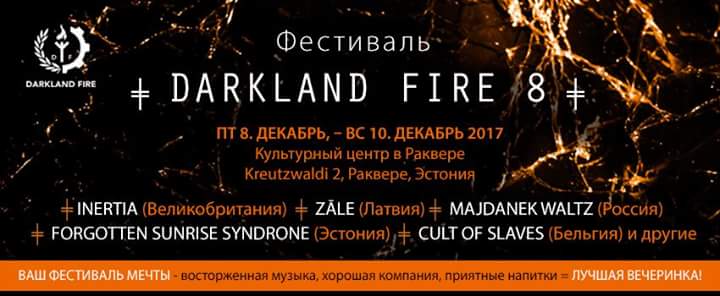 Фестиваль
DARKLAND FIRE
╪ DARKLAND FIRE 8 ╪
ПТ 8. ДЕКАБРЬ, – ВС 10. ДЕКАБРЬ 2017
Культурный центр в Раквере
Kreutzwaldi 2, Раквере, Эстония
╪ INERTIA (Великобритания) ╪ ZĀLE (Латвия) ╪ MAJDANEK WALTZ (Россия)
╪ FORGOTTEN SUNRISE SYNDRONE (Эстония) ╪ CULT OF SLAVES (Бельгия) и другие
ВАШ ФЕСТИВАЛЬ МЕЧТЫ - восторженная музыка, хорошая компания, приятные напитки = ЛУЧШАЯ ВЕЧЕРИНКА!